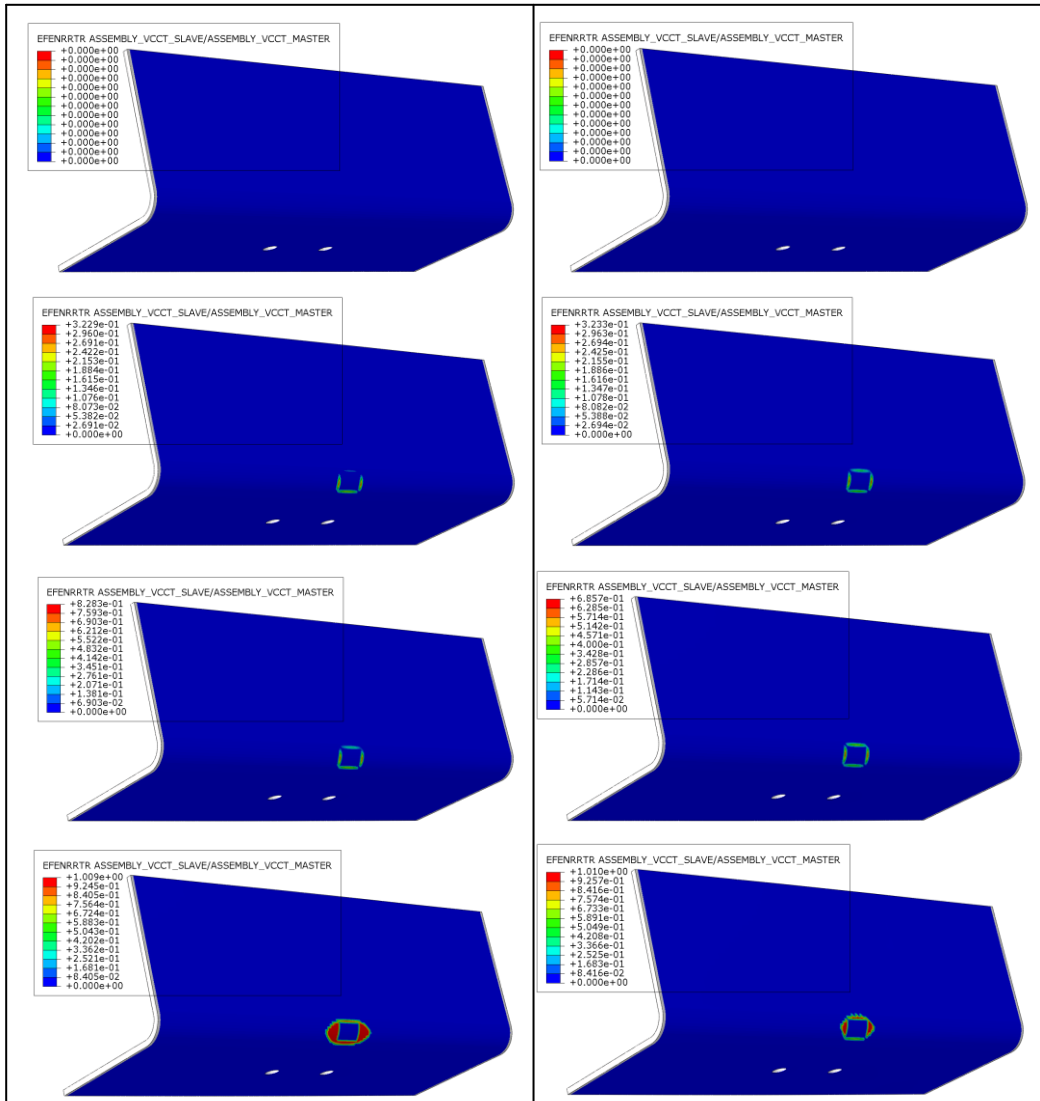 EFENRRTR ASSEMBLY_VCCT_SLAVE/ASSEMBLY_VCCT_MASTER
+0.000e+00
+0.000e+00
+0.000e+00
+0.000e+00
+0.000e+00
+0.000e+00
+0.000e+00
+0.000e+00
+0.000e+00
+0.000e+00
+0.000e+00
+0.000e+00
+0.000e+00
EFENRRTR ASSEMBLY_VCCT_SLAVE/ASSEMBLY_VCCT_MASTER
+0.000e+00
+0.000e+00
+0.000e+00
+0.000e+00
+0.000e+00
+0.000e+00
+0.000e+00
+0.000e+00
+0.000e+00
+0.000e+00
+0.000e+00
+0.000e+00
+0.000e+00
EFENRRTR ASSEMBLY_VCCT_SLAVE/ASSEMBLY_VCCT_MASTER
+3.229e-01
+2.960e-01
+2.691e-01
+2.422e-01
+2.153e-01
+1.884e-01
+1.615e-01
+1.346e-01
+1.076e-01
+8.073e-02
+5.382e-02
+2.691e-02
+0.000e+00
EFENRRTR ASSEMBLY_VCCT_SLAVE/ASSEMBLY_VCCT_MASTER
+3.233e-01
+2.963e-01
+2.694e-01
+2.425e-01
+2.155e-01
+1.886e-01
+1.616e-01
+1.347e-01
+1.078e-01
+8.082e-02
+5.388e-02
+2.694e-02
+0.000e+00
EFENRRTR ASSEMBLY_VCCT_SLAVE/ASSEMBLY_VCCT_MASTER
+8.283e-01
+7.593e-01
+6.903e-01
+6.212e-01
+5.522e-01
+4.832e-01
+4.142e-01
+3.451e-01
+2.761e-01
+2.071e-01
+1.381e-01
+6.903e-02
+0.000e+00
EFENRRTR ASSEMBLY_VCCT_SLAVE/ASSEMBLY_VCCT_MASTER
+6.857e-01
+6.285e-01
+5.714e-01
+5.142e-01
+4.571e-01
+4.000e-01
+3.428e-01
+2.857e-01
+2.286e-01
+1.714e-01
+1.143e-01
+5.714e-02
+0.000e+00
EFENRRTR ASSEMBLY_VCCT_SLAVE/ASSEMBLY_VCCT_MASTER
+1.009e+00
+9.245e-01
+8.405e-01
+7.564e-01
+6.724e-01
+5.883e-01
+5.043e-01
+4.202e-01
+3.362e-01
+2.521e-01
+1.681e-01
+8.405e-02
+0.000e+00
EFENRRTR ASSEMBLY_VCCT_SLAVE/ASSEMBLY_VCCT_MASTER
+1.010e+00
+9.257e-01
+8.416e-01
+7.574e-01
+6.733e-01
+5.891e-01
+5.049e-01
+4.208e-01
+3.366e-01
+2.525e-01
+1.683e-01
+8.416e-02
+0.000e+00